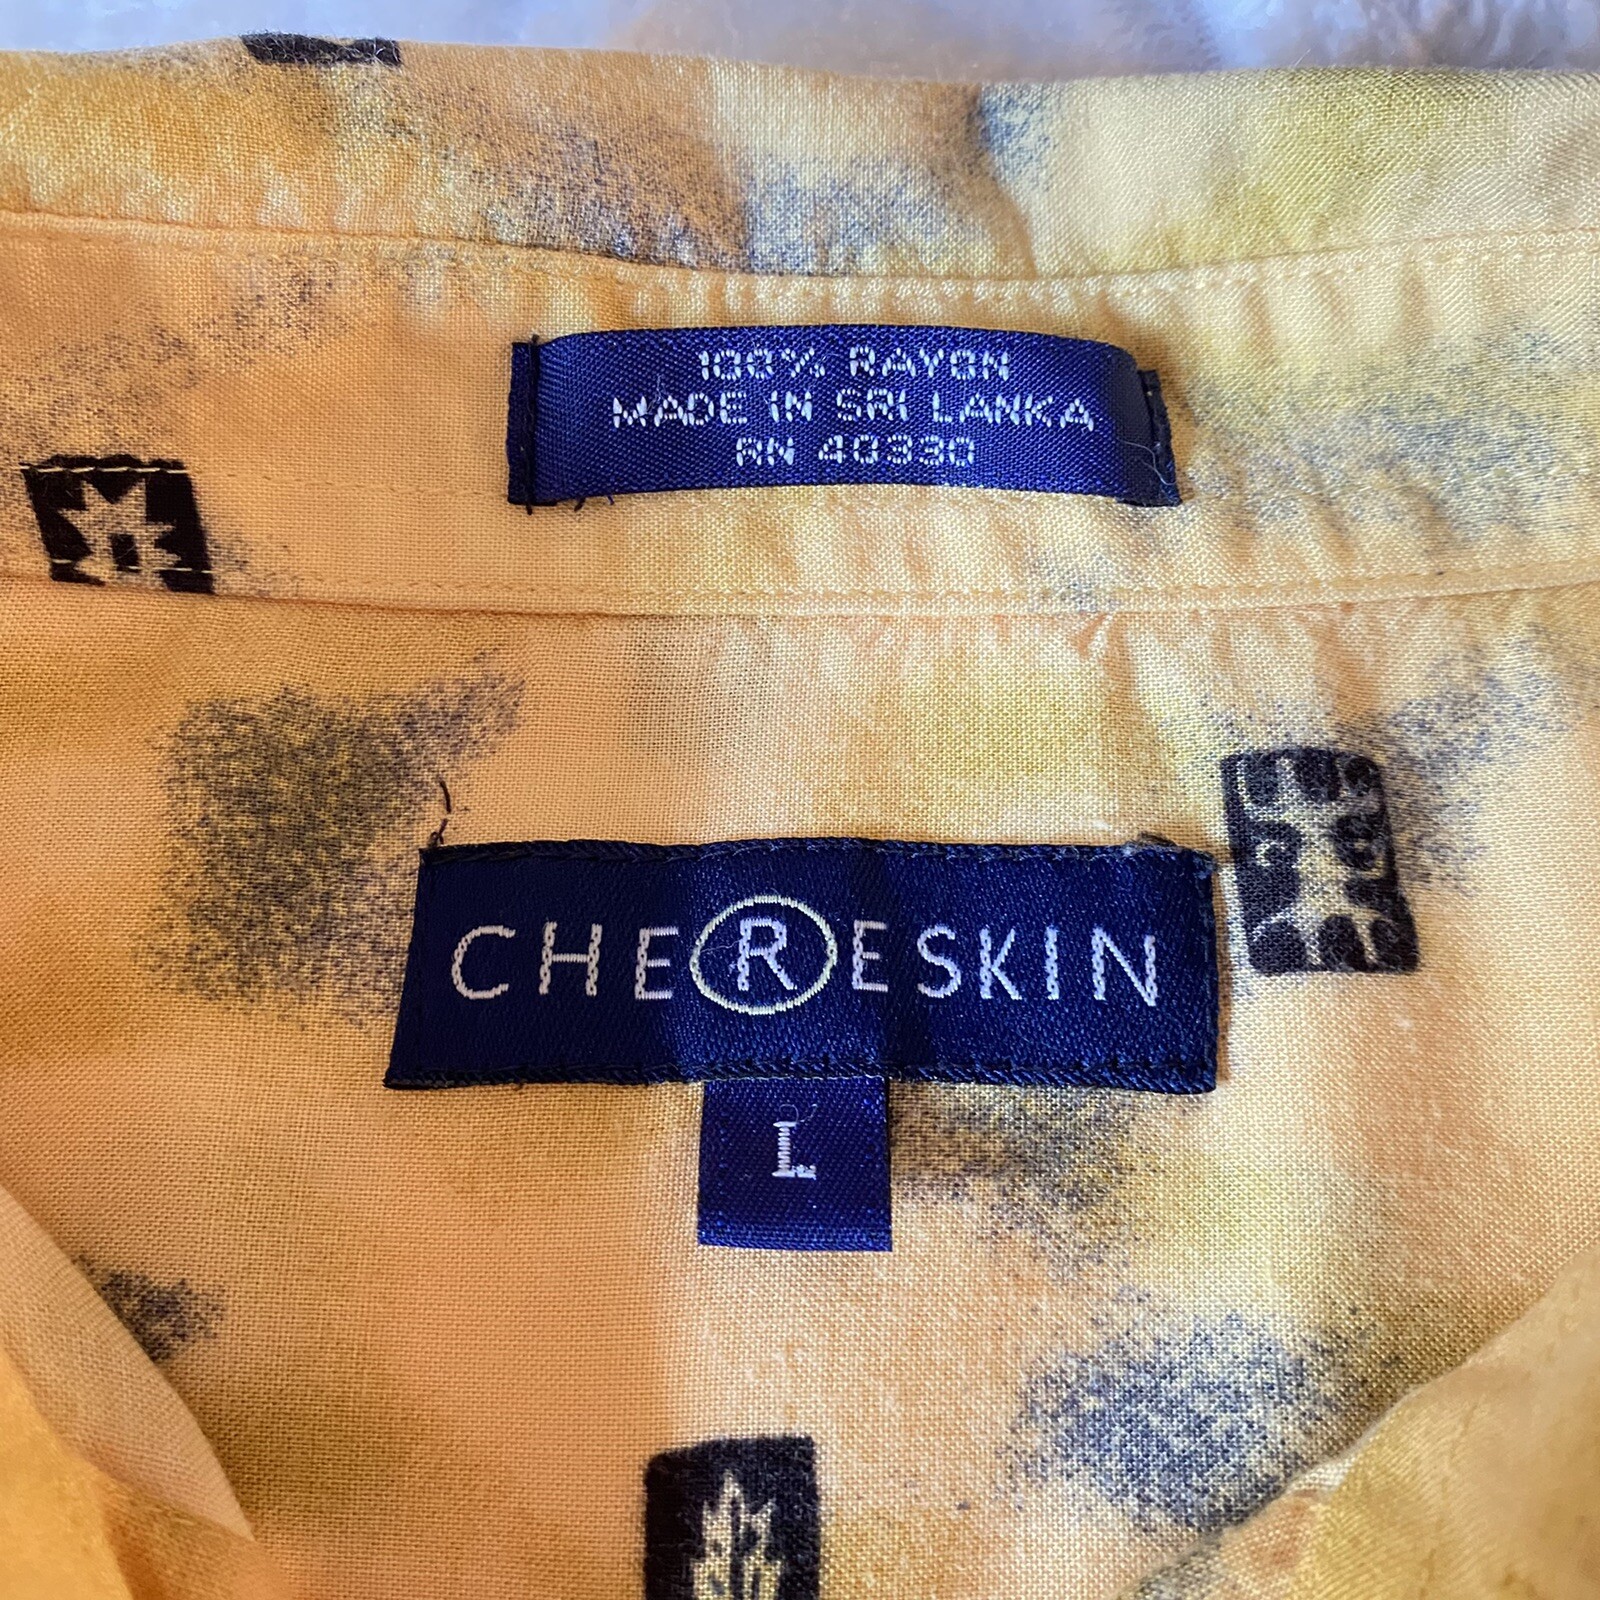 100% RAYON
MADE IN SRI LANKA
RN 40330
CHERESKIN
L